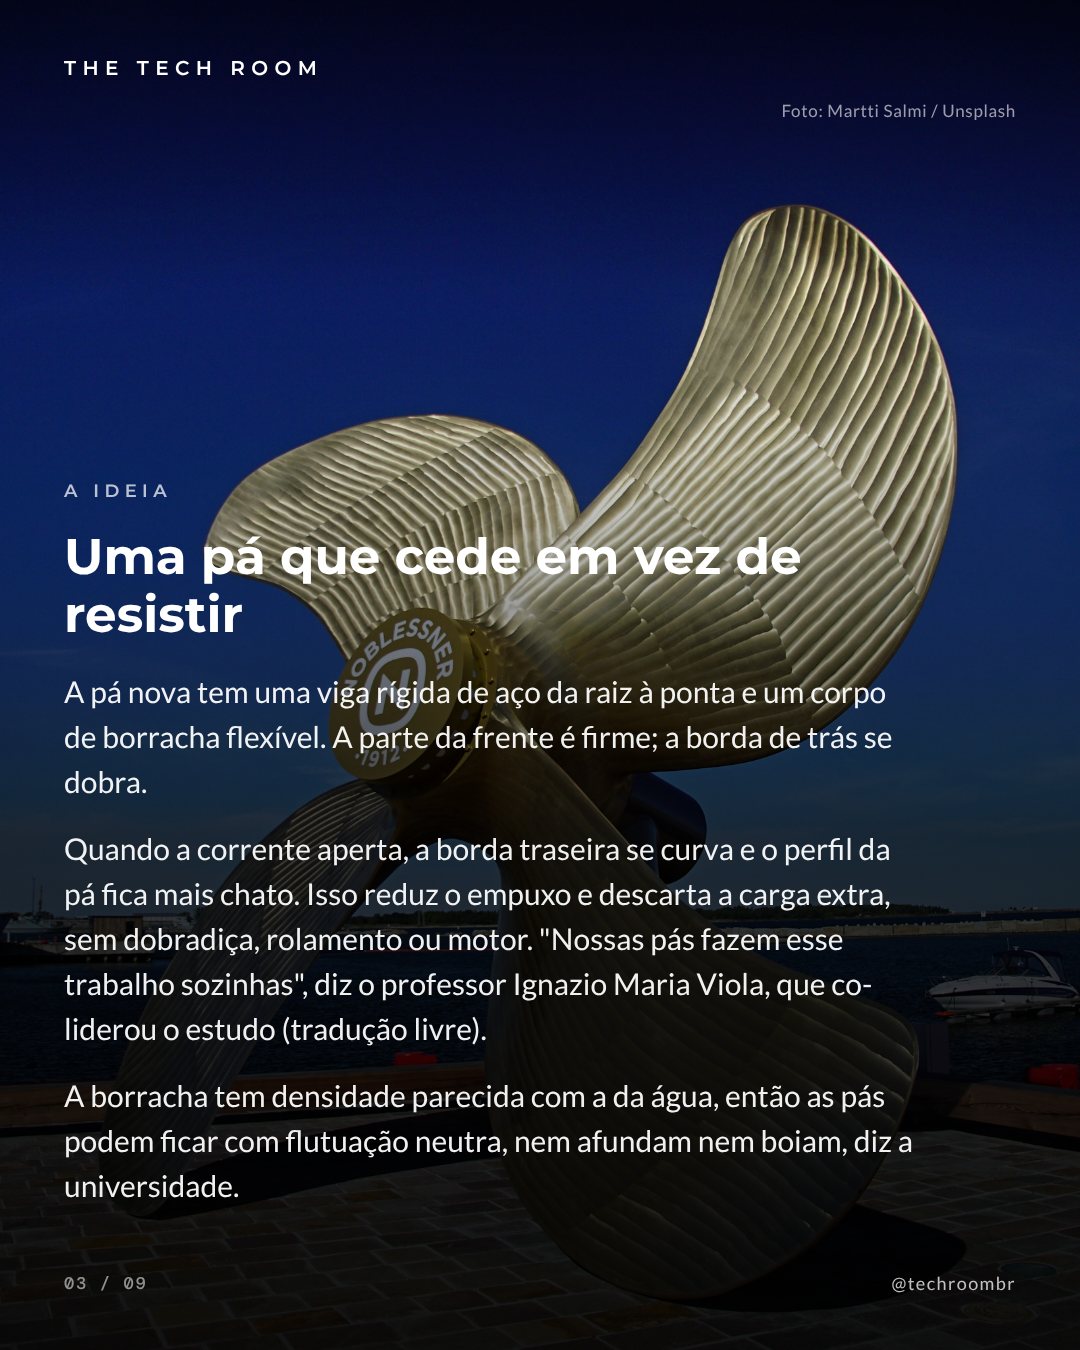 THE TECH ROOM
Foto: Martti Salmi / Unsplash
A IDEIA
Uma pá que cede em vez de
resistir
NOBLESSNER
N
·1912·
A pá nova tem uma viga rígida de aço da raiz à ponta e um corpo
de borracha flexível. A parte da frente é firme; a borda de trás se
dobra.
Quando a corrente aperta, a borda traseira se curva e o perfil da
pá fica mais chato. Isso reduz o empuxo e descarta a carga extra,
sem dobradiça, rolamento ou motor. "Nossas pás fazem esse
trabalho sozinhas", diz o professor Ignazio Maria Viola, que co-
liderou o estudo (tradução livre).
A borracha tem densidade parecida com a da água, então as pás
podem ficar com flutuação neutra, nem afundam nem boiam, diz a
universidade.
03 / 09
@techroombr